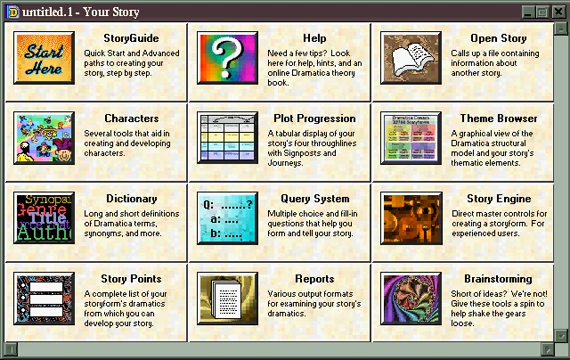 untitled.1 - Your Story
Start
Here
StoryGuide
Quick Start and Advanced
paths to creating your
story, step by step.
?
Help
Need a few tips? Look
here for help, hints, and an
online Dramatica theory
book.
Open Story
Calls up a file containing
information about
another story.
Characters
Several tools that aid in
creating and developing
characters.
Plot Progression
A tabular display of your
story's four throughlines
with Signposts and
Journeys.
Theme Browser
A graphical view of the
Dramatica structural
model and your story's
thematic elements.
Synopsi
Genre
Title
Autho
Dictionary
Long and short definitions
of Dramatica terms,
synonyms, and more.
Q: .......?
a: .....
b: ....
Query System
Multiple choice and fill-in
questions that help you
form and tell your story.
Story Engine
Direct master controls for
creating a storyform. For
experienced users.
Story Points
A complete list of your
storyform's dramatics
from which you can
develop your story.
Reports
Various output formats
for examining your story's
dramatics.
Brainstorming
Short of ideas? We're not!
Give these tools a spin to
help shake the gears
loose.